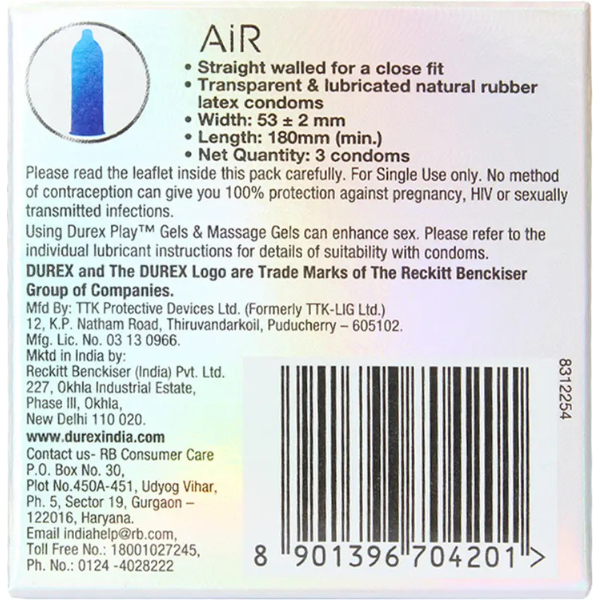 AiR
• Straight walled for a close fit
• Transparent & lubricated natural rubber
latex condoms
• Width: 53 ± 2 mm
• Length: 180mm (min.)
• Net Quantity: 3 condoms
Please read the leaflet inside this pack carefully. For Single Use only. No method
of contraception can give you 100% protection against pregnancy, HIV or sexually
transmitted infections.
Using Durex Play™ Gels & Massage Gels can enhance sex. Please refer to the
individual lubricant instructions for details of suitability with condoms.
DUREX and The DUREX Logo are Trade Marks of The Reckitt Benckiser
Group of Companies.
Mfd By: TTK Protective Devices Ltd. (Formerly TTK-LIG Ltd.)
12, K.P. Natham Road, Thiruvandarkoil, Puducherry – 605102.
Mfg. Lic. No. 03 13 0966.
Mktd in India by:
Reckitt Benckiser (India) Pvt. Ltd.
227, Okhla Industrial Estate,
Phase III, Okhla,
New Delhi 110 020.
www.durexindia.com
Contact us- RB Consumer Care
P.O. Box No. 30,
Plot No.450A-451, Udyog Vihar,
Ph. 5, Sector 19, Gurgaon –
122016, Haryana.
Email indiahelp@rb.com,
Toll Free No.: 18001027245,
Ph. No.: 0124 -4028222
8312254
8 901396 704201 >